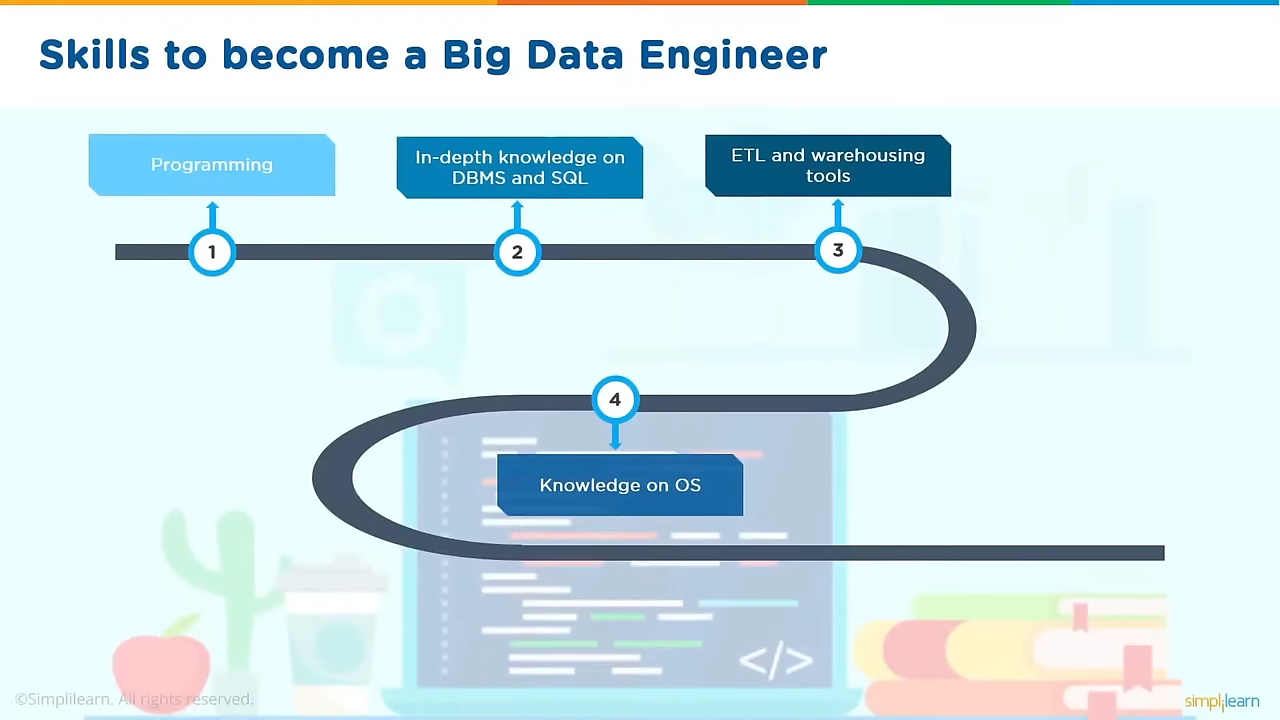 Skills to become a Big Data Engineer
Programming
In-depth knowledge on
DBMS and SQL
ETL and warehousing
tools
1
2
3
4
Knowledge on OS
</>
©Simplilearn. All rights reserved.
simplilearn